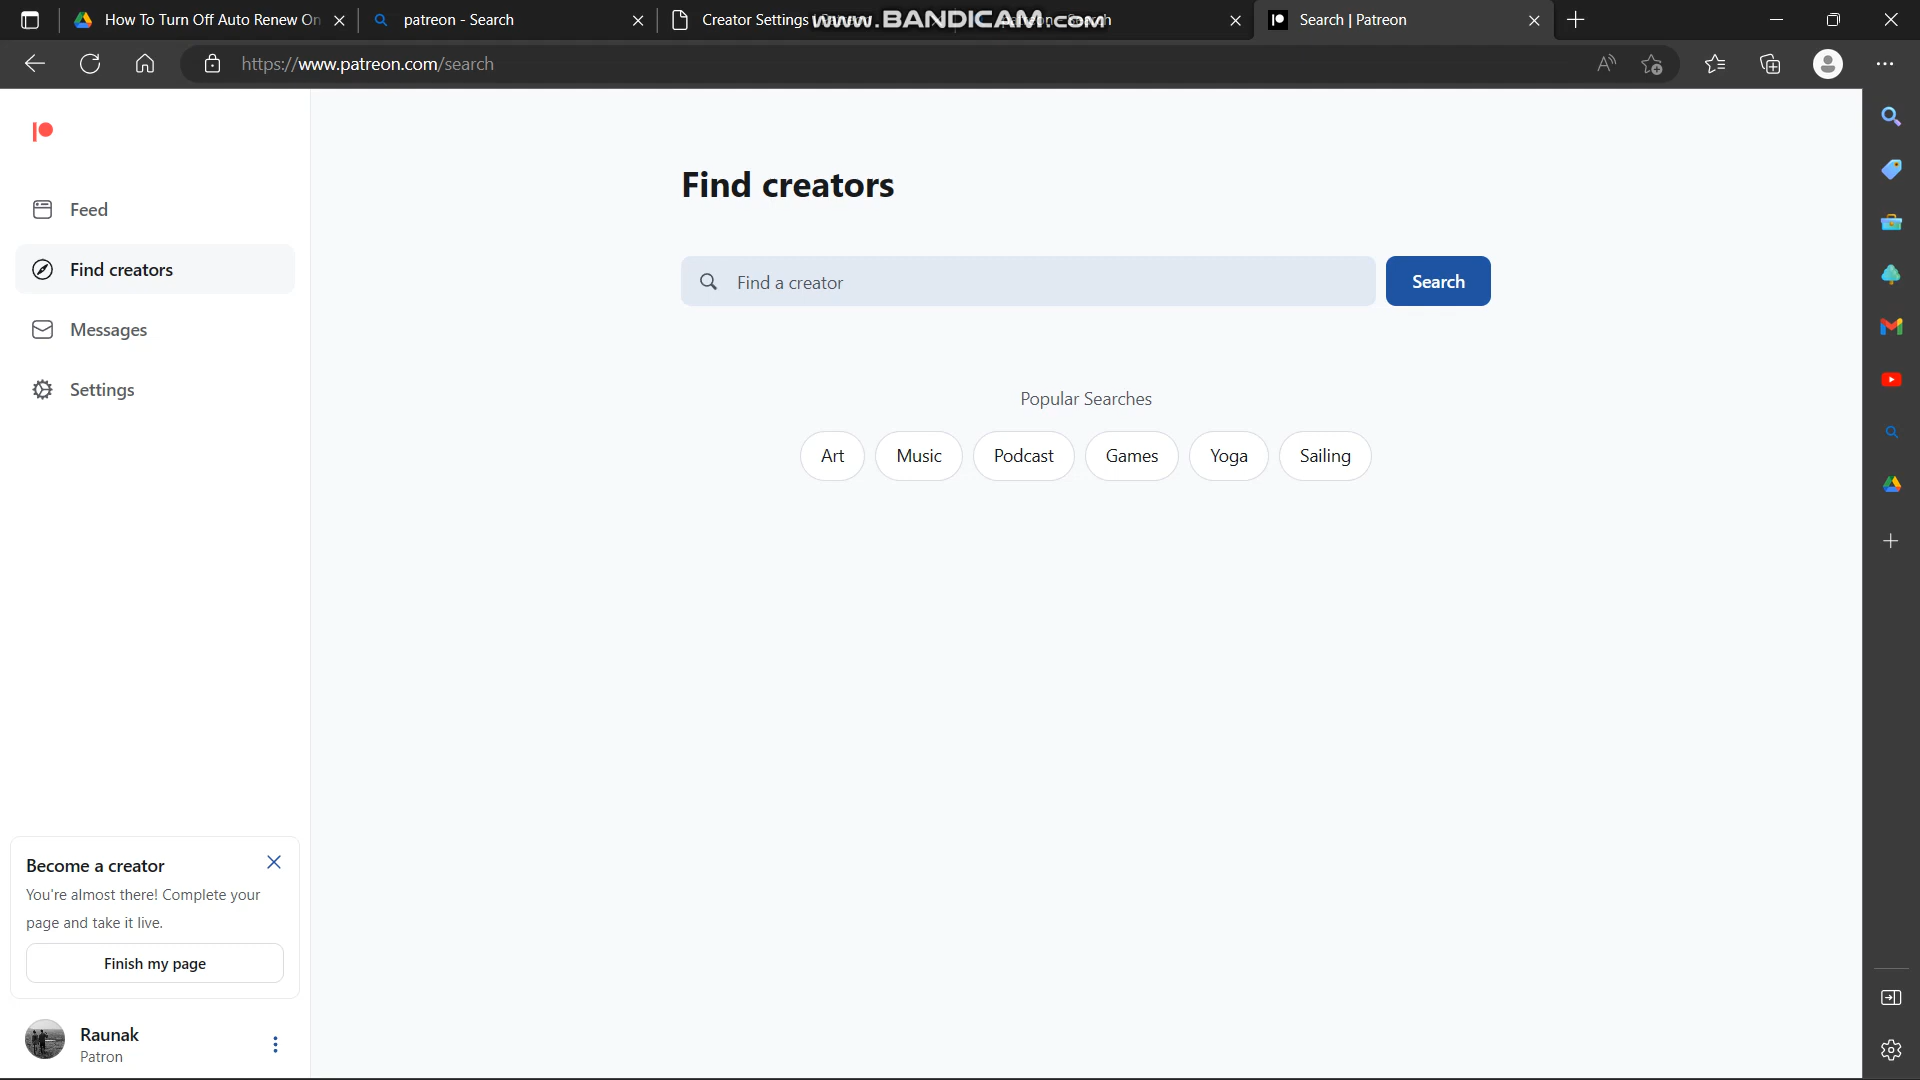 How To Turn Off Auto Renew On
patreon - Search
Creator Settings
www.BANDICAM.com
Search | Patreon
https://www.patreon.com/search
Feed
Find creators
Messages
Settings
Find creators
Find a creator
Search
Popular Searches
Art
Music
Podcast
Games
Yoga
Sailing
Become a creator
You're almost there! Complete your
page and take it live.
Finish my page
Raunak
Patron